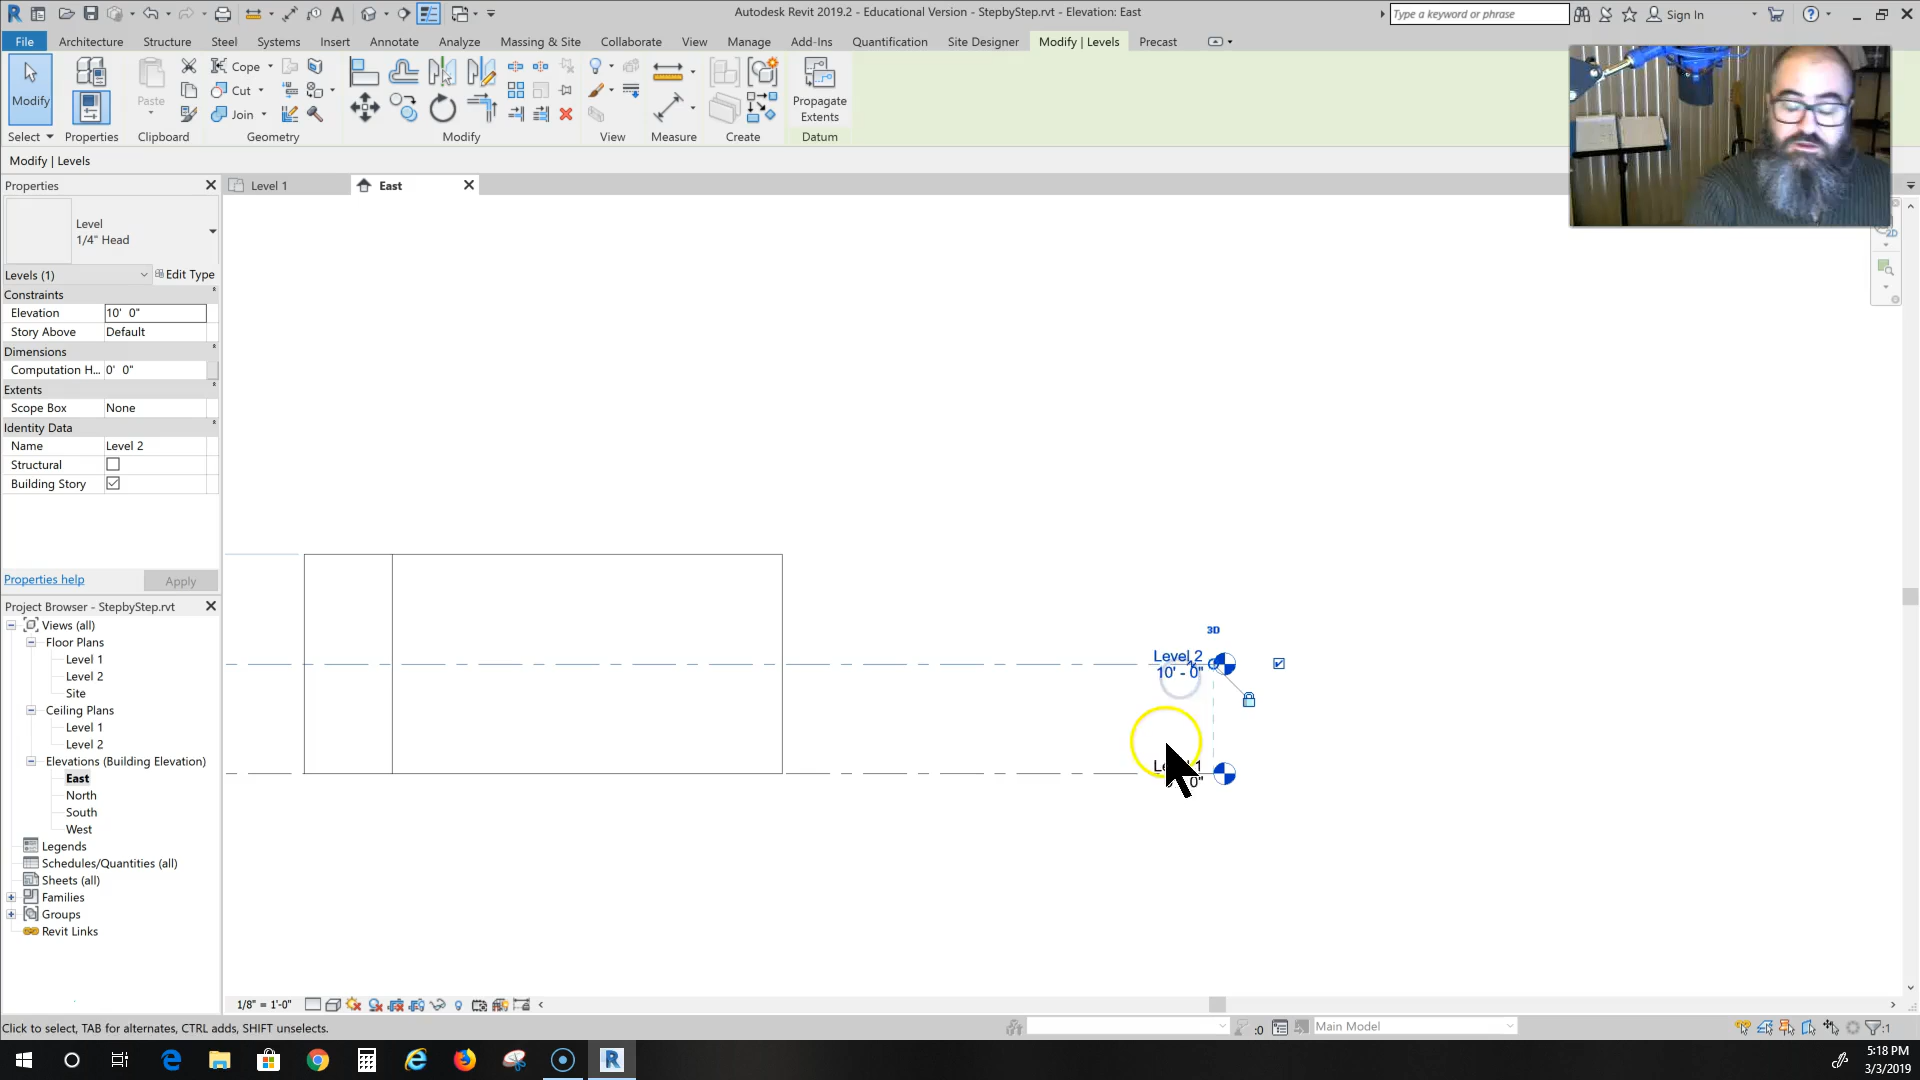 Autodesk Revit 2019.2 - Educational Version - StepbyStep.rvt - Elevation: East
Type a keyword or phrase
Sign In
File Architecture Structure Steel Systems Insert Annotate Analyze Massing & Site Collaborate View Manage Add-Ins Quantification Site Designer Modify | Levels Precast
Cope
Cut
Join
Modify
Paste
Propagate
Extents
Select Properties Clipboard Geometry Modify View Measure Create Datum
Modify | Levels
Properties
Level 1
East
Level
1/4" Head
Levels (1)
Edit Type
Constraints
Elevation 10' 0"
Story Above Default
Dimensions
Computation H... 0' 0"
Extents
Scope Box None
Identity Data
Name Level 2
Structural
Building Story
Properties help
Apply
Project Browser - StepbyStep.rvt
Views (all)
Floor Plans
Level 1
Level 2
Site
Ceiling Plans
Level 1
Level 2
Elevations (Building Elevation)
East
North
South
West
Legends
Schedules/Quantities (all)
Sheets (all)
Families
Groups
Revit Links
3D
Level 2
10' - 0"
2D
1/8" = 1'-0"
Click to select, TAB for alternates, CTRL adds, SHIFT unselects.
:0
Main Model
:1
5:18 PM
3/3/2019